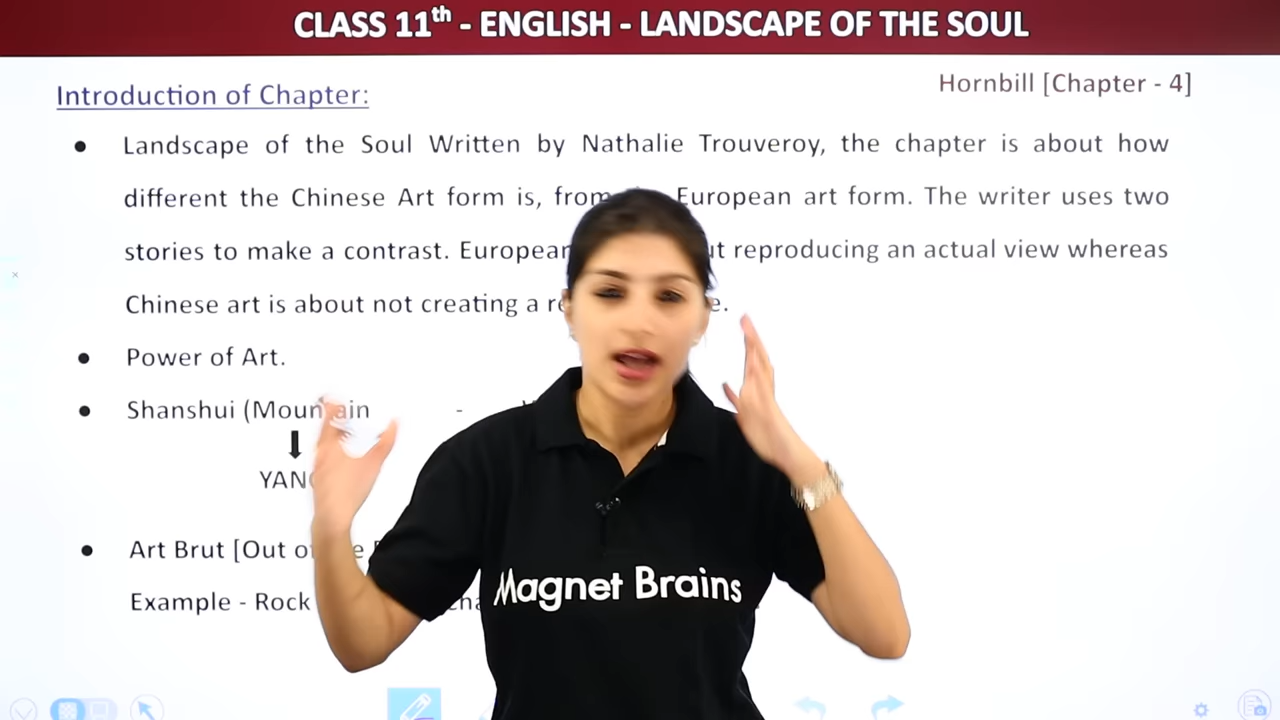 CLASS 11th - ENGLISH - LANDSCAPE OF THE SOUL
Introduction of Chapter:
Hornbill [Chapter - 4]
● Landscape of the Soul Written by Nathalie Trouveroy, the chapter is about how
different the Chinese Art form is, from European art form. The writer uses two
stories to make a contrast. European reproducing an actual view whereas
Chinese art is about not creating a
● Power of Art.
● Shanshui (Mountain -
YANG
● Art Brut [Out of
Example - Rock
Magnet Brains